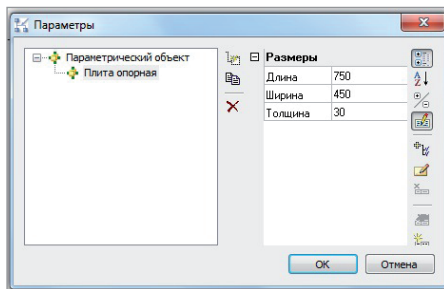 Параметры
Параметрический объект
Плита опорная
Размеры
Длина 750
Ширина 450
Толщина 30
OK
Отмена